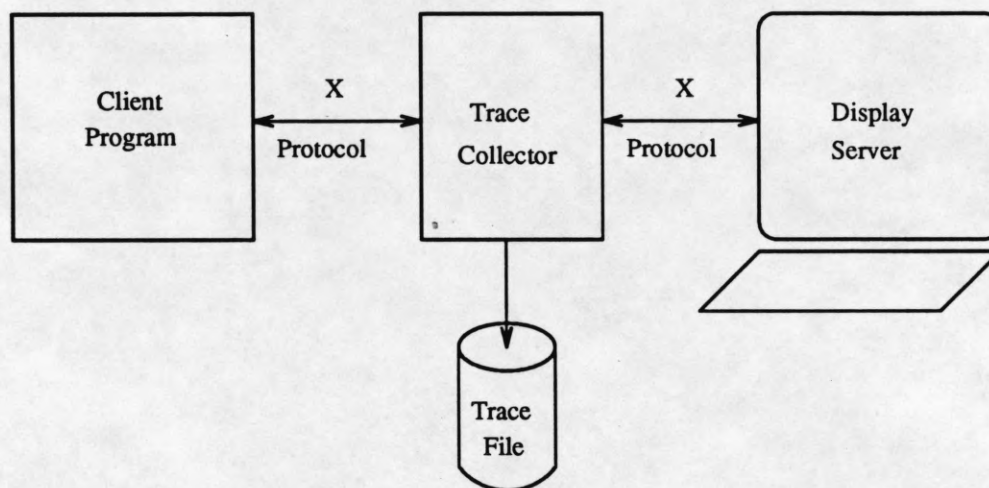 Client
Program
X
Protocol
Trace
Collector
X
Protocol
Display
Server
Trace
File